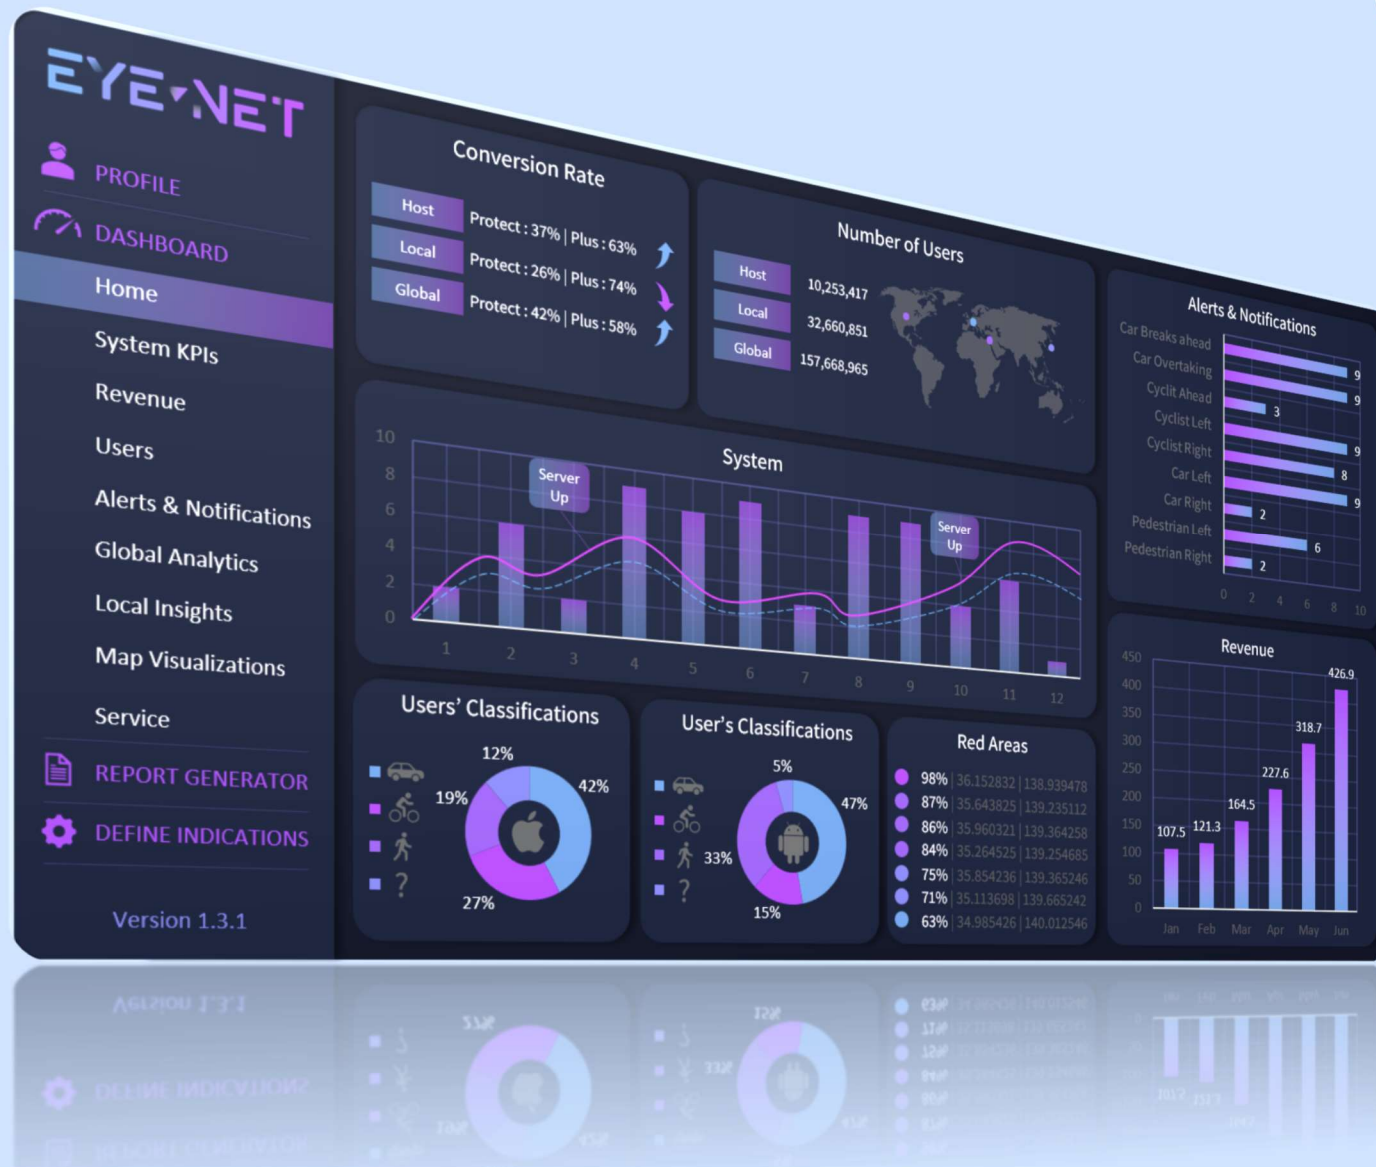 EYE-NET
PROFILE
DASHBOARD
Home
System KPIs
Revenue
Users
Alerts & Notifications
Global Analytics
Local Insights
Map Visualizations
Service
REPORT GENERATOR
DEFINE INDICATIONS
Version 1.3.1
Conversion Rate
Host Protect : 37% | Plus : 63%
Local Protect : 26% | Plus : 74%
Global Protect : 42% | Plus : 58%
Number of Users
Host 10,253,417
Local 32,660,851
Global 157,668,965
Alerts & Notifications
Car Breaks ahead 9
Car Overtaking 9
Cyclit Ahead 3
Cyclist Left 9
Cyclist Right 8
Car Left 9
Car Right 2
Pedestrian Left 6
Pedestrian Right 2
0 2 4 6 8 10
System
10
8
6
4
2
0
Server
Up
Server
Up
1 2 3 4 5 6 7 8 9 10 11 12
Users' Classifications
12%
42%
19%
27%
?
User's Classifications
5%
47%
33%
15%
?
Red Areas
98% | 36.152832 | 138.939478
87% | 35.643825 | 139.235112
86% | 35.960321 | 139.364258
84% | 35.264525 | 139.254685
75% | 35.854236 | 139.365246
71% | 35.113698 | 139.665242
63% | 34.985426 | 140.012546
Revenue
450
400
350
300
250
200
150
100
50
0
107.5
121.3
164.5
227.6
318.7
426.9
Jan Feb Mar Apr May Jun